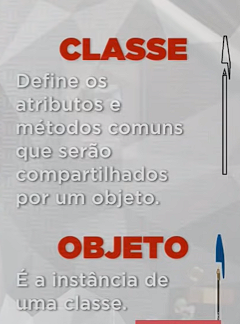 CLASSE
Define os
atributos e
métodos comuns
que serão
compartilhados
por um objeto.
OBJETO
É a instância de
uma classe.